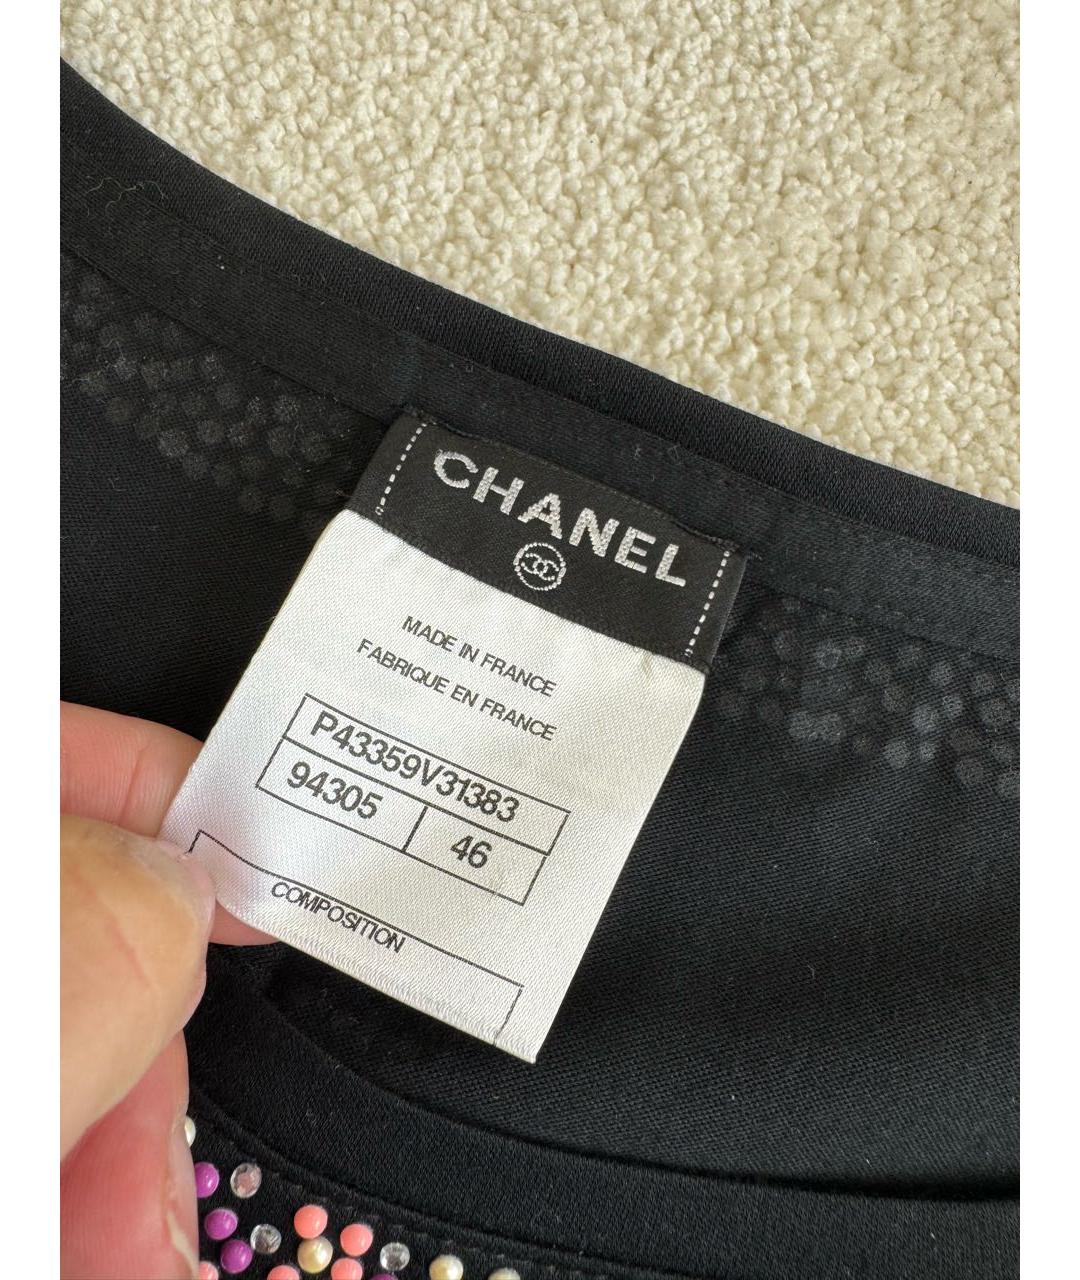 CHANEL
MADE IN FRANCE
FABRIQUE EN FRANCE
P43359V31383
94305
46
COMPOSITION